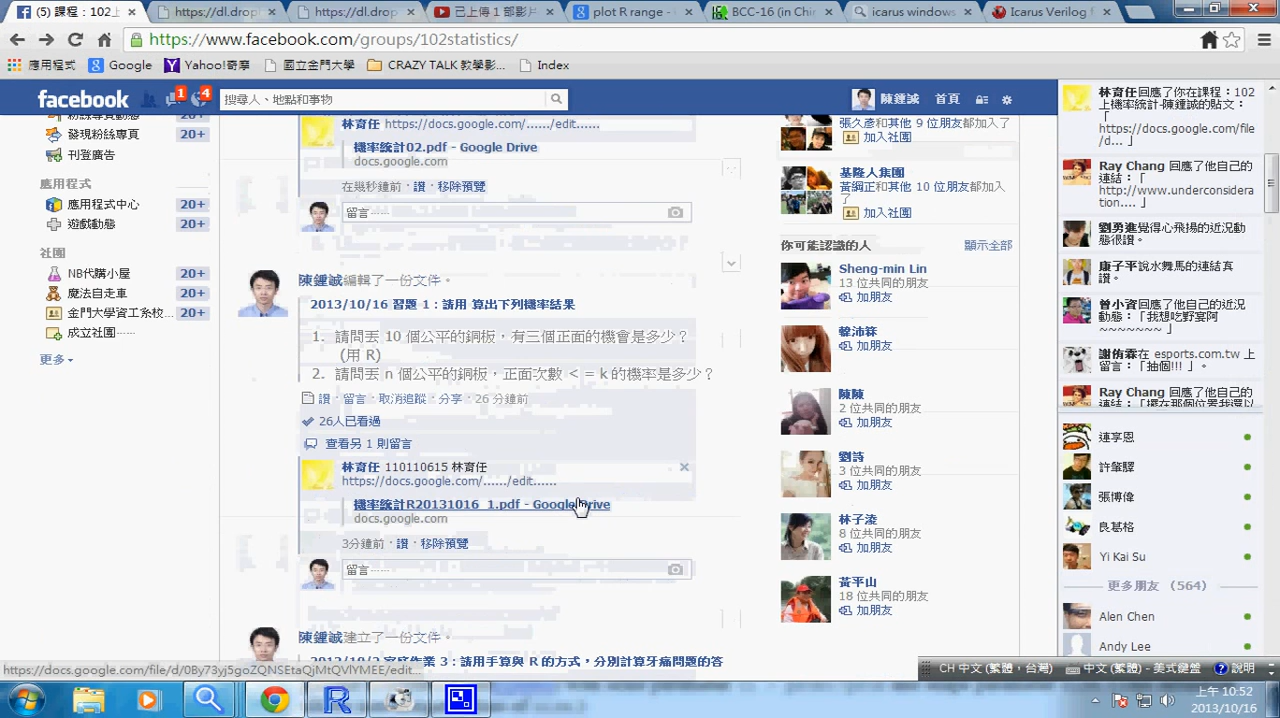 (5) 課程：102上
https://dl.drop
https://dl.drop
已上傳 1 部影片
plot R range -
BCC-16 (in Chin
icarus windows
Icarus Verilog f
https://www.facebook.com/groups/102statistics/
應用程式
Google
Yahoo!奇摩
國立金門大學
CRAZY TALK 教學影...
Index
facebook
1
4
搜尋人、地點和事物
陳鍾誠
首頁
粉絲專頁動態
20+
發現粉絲專頁
20+
刊登廣告
應用程式
應用程式中心
20+
遊戲動態
20+
社團
NB代購小屋
20+
魔法自走車
20+
金門大學資工系校...
20+
成立社團……
更多
林育任 https://docs.google.com/……/edit……
機率統計02.pdf - Google Drive
docs.google.com
在幾秒鐘前 · 讚 · 移除預覽
留言……
陳鍾誠編輯了一份文件。
2013/10/16 習題 1：請用 算出下列機率結果
1. 請問丟 10 個公平的銅板，有三個正面的機會是多少？
(用 R)
2. 請問丟 n 個公平的銅板，正面次數 < = k 的機率是多少？
讚 · 留言 · 取消追蹤 · 分享 · 26 分鐘前
26人已看過
查看另 1 則留言
林育任 110110615 林育任
https://docs.google.com/……/edit……
機率統計R20131016_1.pdf - Google Drive
docs.google.com
3分鐘前 · 讚 · 移除預覽
留言……
陳鍾誠建立了一份文件。
2013/10/2 家庭作業 3：請用手算與 R 的方式，分別計算牙痛問題的答
https://docs.google.com/file/d/0By73yj5goZQNSEtaQjMtQVlYMEE/edit...
張久彥和其他 9 位朋友都加入了
加入社團
基隆人集團
黃鋼正和其他 10 位朋友都加入
了
加入社團
你可能認識的人
顯示全部
Sheng-min Lin
13 位共同的朋友
加朋友
加朋友
陳陳
2 位共同的朋友
加朋友
劉詩
3 位共同的朋友
加朋友
林子淩
8 位共同的朋友
加朋友
黃平山
18 位共同的朋友
加朋友
林育任回應了你在課程：102
上機率統計-陳鍾誠的貼文：
「
https://docs.google.com/file
/d... 」
Ray Chang 回應了他自己的
連結：「
http://www.underconsidera
tion.... 」
劉勇進覺得心飛揚的近況動
態很讚。
康子平說水舞馬的連結真
讚。
曾小資回應了他自己的近況
動態：「我想吃野宴阿
~~~~~~~ 」
謝侑霖在 esports.com.tw 上
留言：「抽個!!! 」。
Ray Chang 回應了他自己的
連享恩
許肇驛
張博偉
良基格
Yi Kai Su
更多朋友 (564)
Alen Chen
Andy Lee
CH 中文 (繁體，台灣)
中文 (繁體) - 美式鍵盤
說明
上午 10:52
2013/10/16